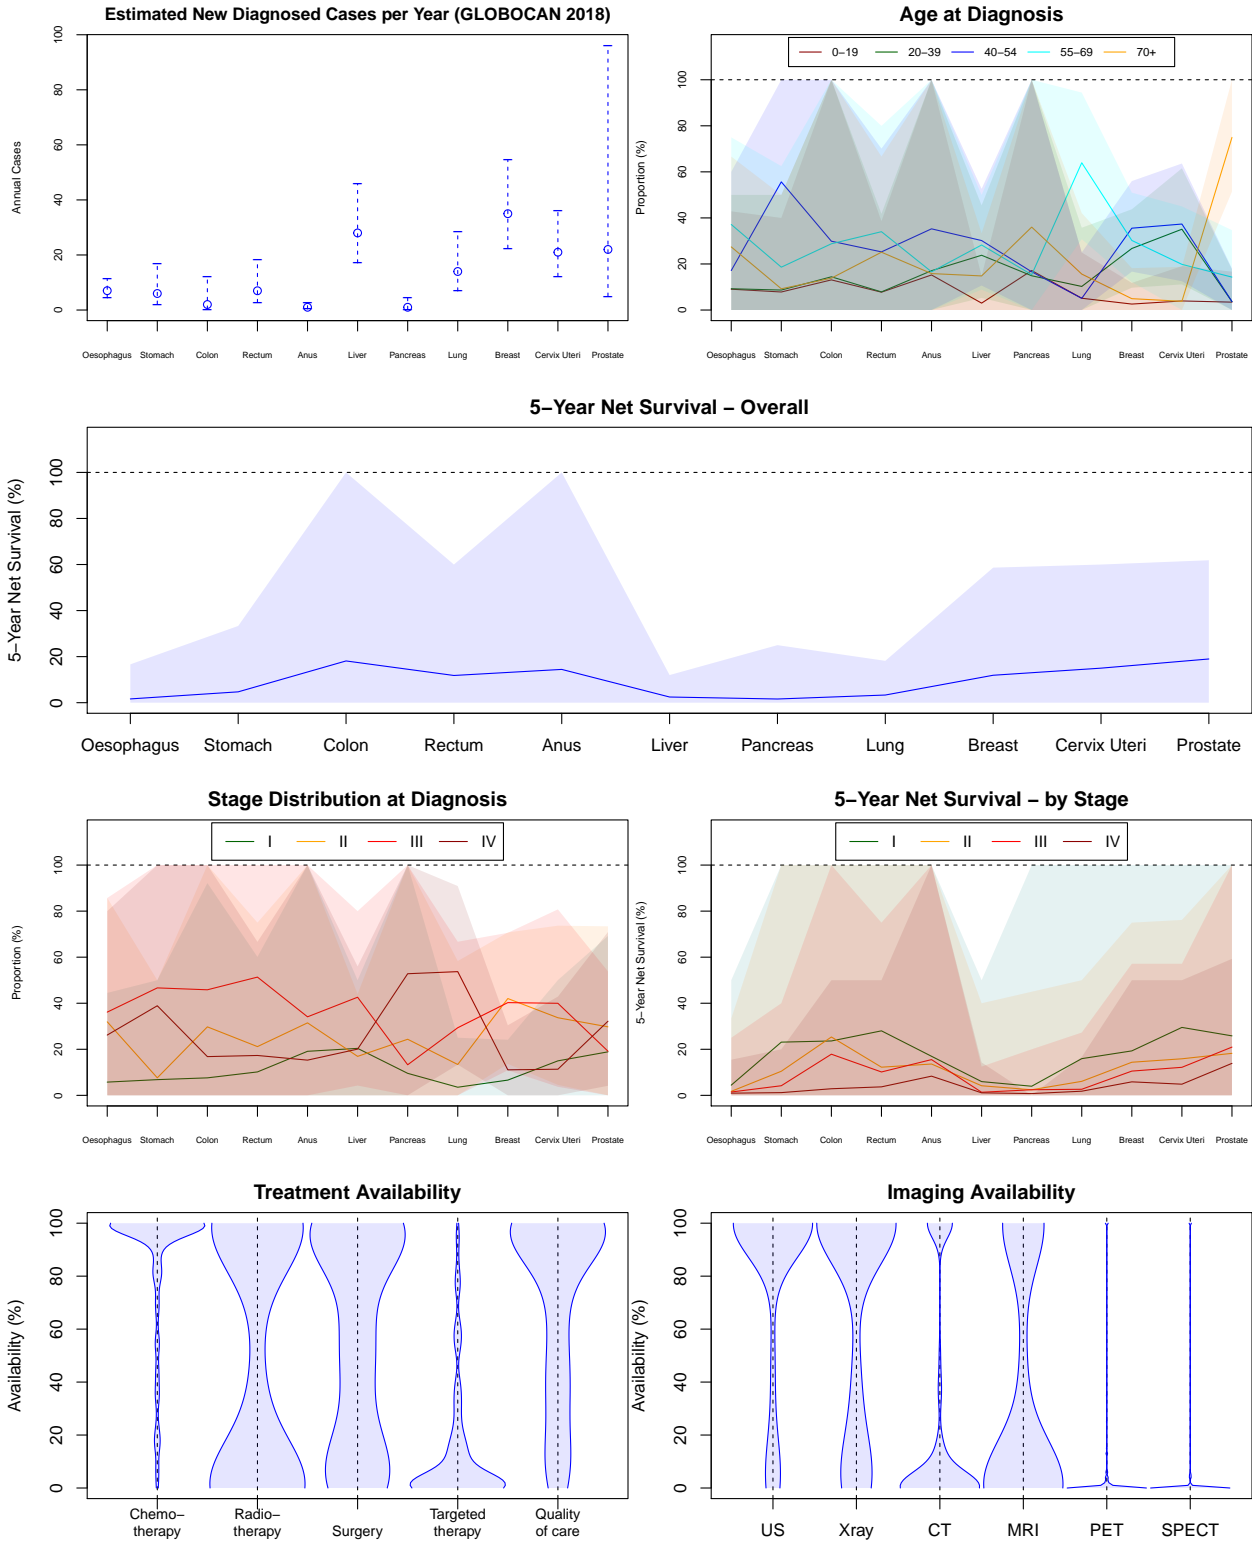 Estimated New Diagnosed Cases per Year (GLOBOCAN 2018)
Annual Cases
0 20 40 60 80 100
Oesophagus Stomach Colon Rectum Anus Liver Pancreas Lung Breast Cervix Uteri Prostate
Age at Diagnosis
0−19 20−39 40−54 55−69 70+
Proportion (%)
0 20 40 60 80 100
Oesophagus Stomach Colon Rectum Anus Liver Pancreas Lung Breast Cervix Uteri Prostate
5−Year Net Survival − Overall
5−Year Net Survival (%)
0 20 40 60 80 100
Oesophagus Stomach Colon Rectum Anus Liver Pancreas Lung Breast Cervix Uteri Prostate
Stage Distribution at Diagnosis
I II III IV
Proportion (%)
0 20 40 60 80 100
Oesophagus Stomach Colon Rectum Anus Liver Pancreas Lung Breast Cervix Uteri Prostate
5−Year Net Survival − by Stage
I II III IV
5−Year Net Survival (%)
0 20 40 60 80 100
Oesophagus Stomach Colon Rectum Anus Liver Pancreas Lung Breast Cervix Uteri Prostate
Treatment Availability
Availability (%)
0 20 40 60 80 100
Chemo−
therapy
Radio−
therapy
Surgery
Targeted
therapy
Quality
of care
Imaging Availability
Availability (%)
0 20 40 60 80 100
US Xray CT MRI PET SPECT